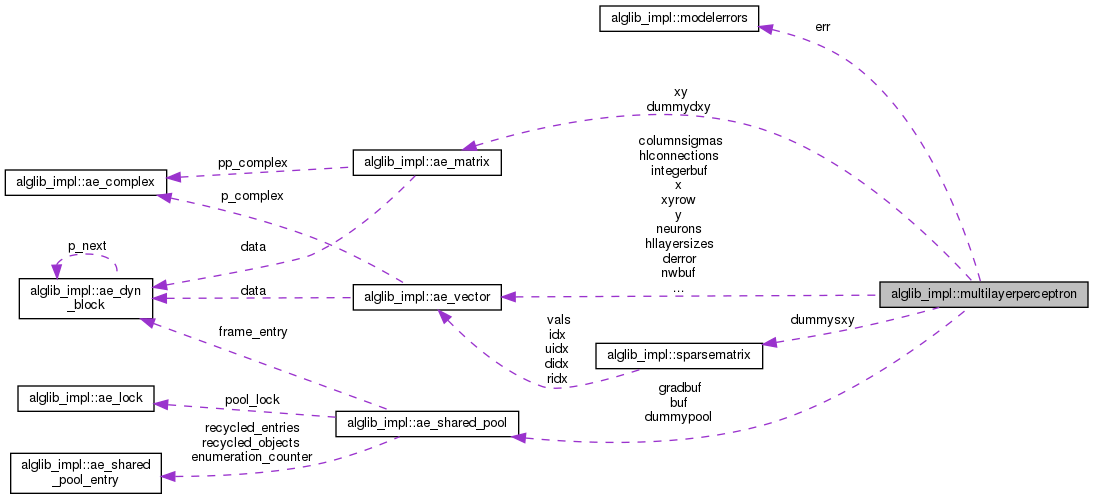 alglib_impl::modelerrors
err
xy
dummydxy
columnsigmas
hlconnections
integerbuf
x
xyrow
y
neurons
hllayersizes
derror
nwbuf
...
alglib_impl::ae_matrix
pp_complex
alglib_impl::ae_complex
p_complex
data
p_next
alglib_impl::ae_dyn
_block
data
alglib_impl::ae_vector
alglib_impl::multilayerperceptron
frame_entry
vals
idx
uidx
didx
ridx
dummysxy
alglib_impl::sparsematrix
gradbuf
buf
dummypool
alglib_impl::ae_lock
pool_lock
alglib_impl::ae_shared_pool
recycled_entries
recycled_objects
enumeration_counter
alglib_impl::ae_shared
_pool_entry